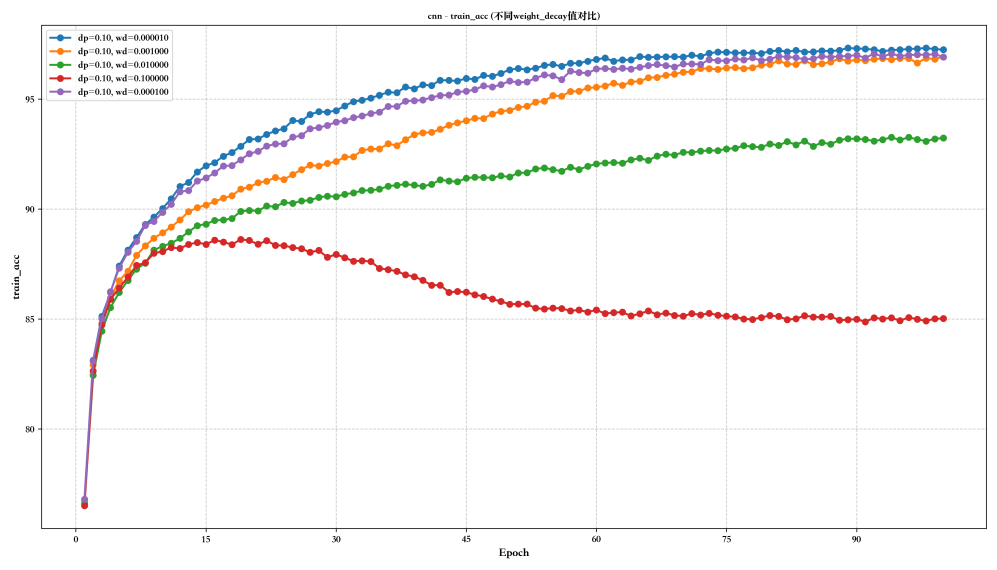 cnn - train_acc (不同weight_decay值对比)
dp=0.10, wd=0.000010
dp=0.10, wd=0.001000
dp=0.10, wd=0.010000
dp=0.10, wd=0.100000
dp=0.10, wd=0.000100
train_acc
95
90
85
80
0 15 30 45 60 75 90
Epoch